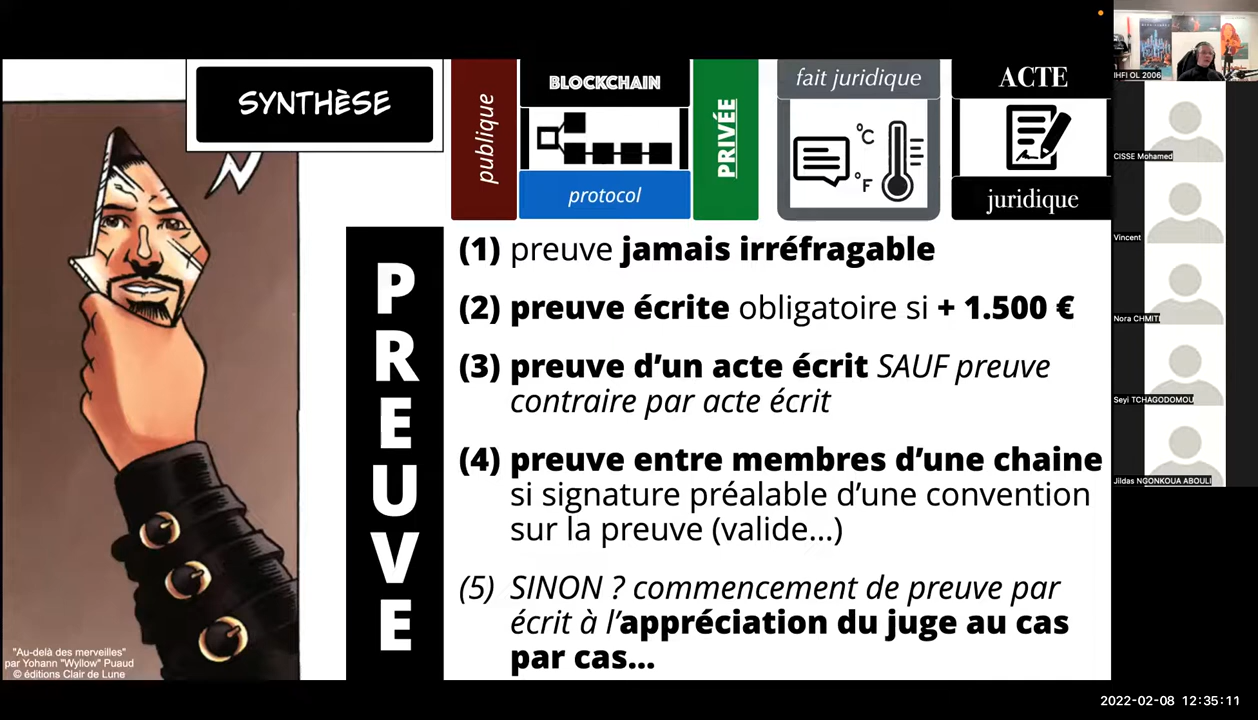 SYNTHÈSE
publique
BLOCKCHAIN
protocol
PRIVÉE
fait juridique
°C
°F
ACTE
juridique
PREUVE
(1) preuve jamais irréfragable
(2) preuve écrite obligatoire si + 1.500 €
(3) preuve d’un acte écrit SAUF preuve
contraire par acte écrit
(4) preuve entre membres d’une chaine
si signature préalable d’une convention
sur la preuve (valide...)
(5) SINON ? commencement de preuve par
écrit à l’appréciation du juge au cas
par cas...
"Au-delà des merveilles"
par Yohann "Wyllow" Puaud
© éditions Clair de Lune
IHFI OL 2006
CISSE Mohamed
Vincent
Nora CHMITI
Seyi TCHAGODOMOU
Jildas NGONKOUA ABOULI
2022-02-08 12:35:11